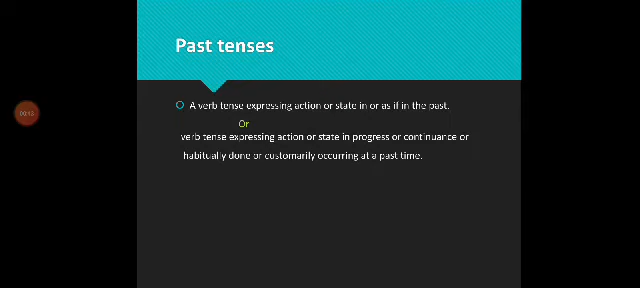 Past tenses
A verb tense expressing action or state in or as if in the past.
Or
verb tense expressing action or state in progress or continuance or
habitually done or customarily occurring at a past time.